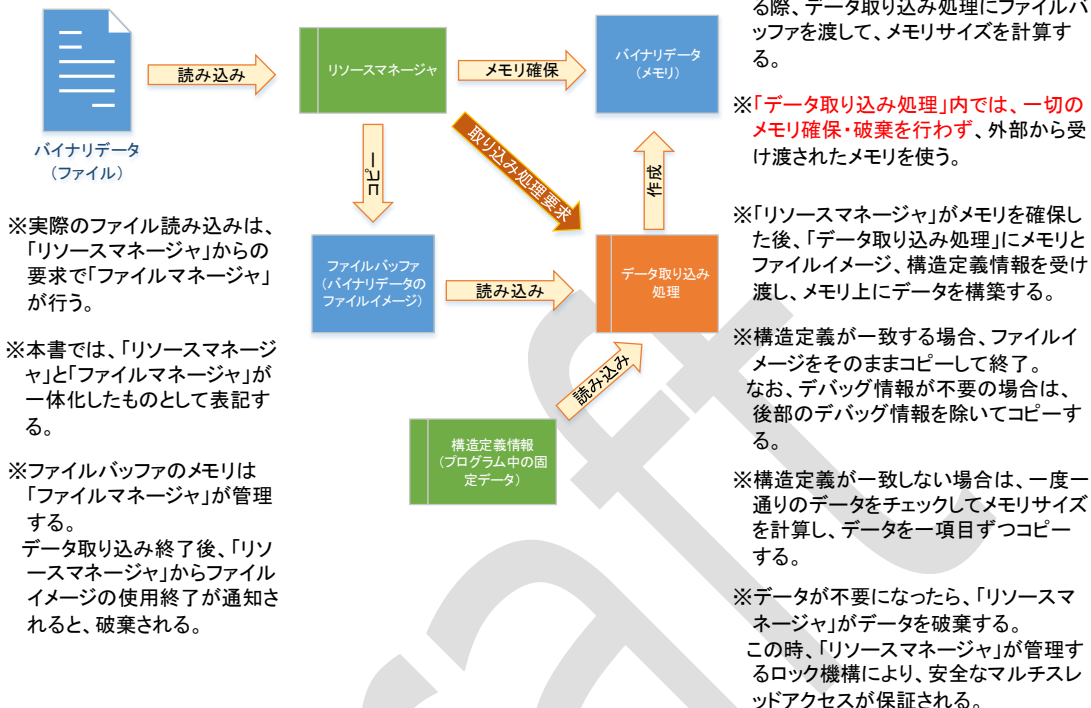 バイナリデータ
（ファイル）
読み込み
リソースマネージャ
メモリ確保
バイナリデータ
（メモリ）
コピー
取り込み処理要求
作成
ファイルバッファ
（バイナリデータの
ファイルイメージ）
読み込み
データ取り込み
処理
読み込み
構造定義情報
（プログラム中の固
定データ）
※実際のファイル読み込みは、
「リソースマネージャ」からの
要求で「ファイルマネージャ」
が行う。
※本書では、「リソースマネージ
ャ」と「ファイルマネージャ」が
一体化したものとして表記す
る。
※ファイルバッファのメモリは
「ファイルマネージャ」が管理
する。
データ取り込み終了後、「リソ
ースマネージャ」からファイル
イメージの使用終了が通知さ
れると、破棄される。
る際、データ取り込み処理にファイルバ
ッファを渡して、メモリサイズを計算す
る。
※「データ取り込み処理」内では、一切の
メモリ確保・破棄を行わず、外部から受
け渡されたメモリを使う。
※「リソースマネージャ」がメモリを確保し
た後、「データ取り込み処理」にメモリと
ファイルイメージ、構造定義情報を受け
渡し、メモリ上にデータを構築する。
※構造定義が一致する場合、ファイルイ
メージをそのままコピーして終了。
なお、デバッグ情報が不要の場合は、
後部のデバッグ情報を除いてコピーす
る。
※構造定義が一致しない場合は、一度一
通りのデータをチェックしてメモリサイズ
を計算し、データを一項目ずつコピー
する。
※データが不要になったら、「リソースマ
ネージャ」がデータを破棄する。
この時、「リソースマネージャ」が管理す
るロック機構により、安全なマルチスレ
ッドアクセスが保証される。